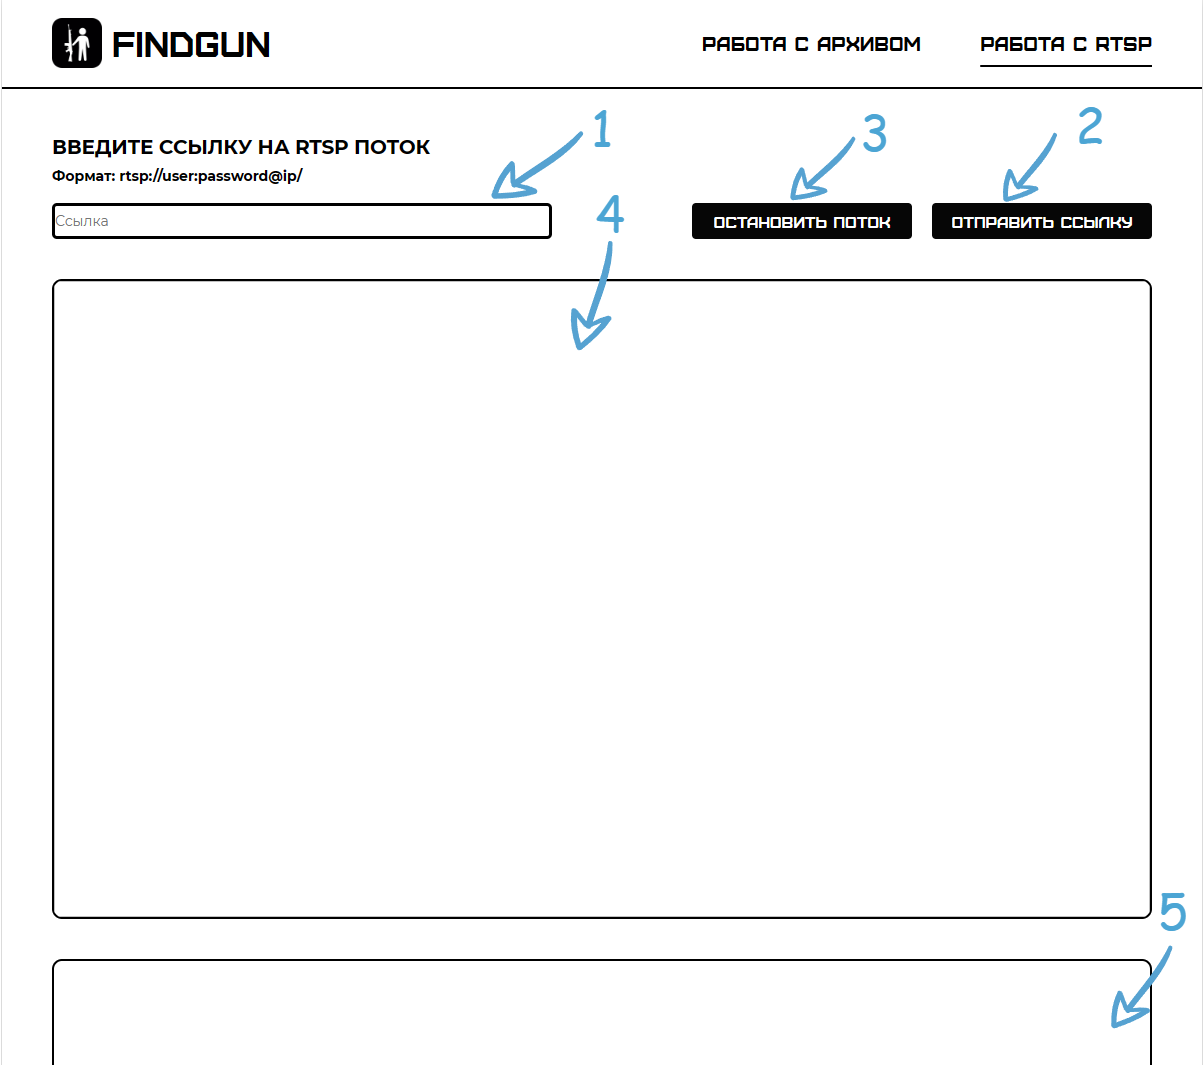 FINDGUN
РАБОТА С АРХИВОМ
РАБОТА С RTSP
1
3
2
ВВЕДИТЕ ССЫЛКУ НА RTSP ПОТОК
Формат: rtsp://user:password@ip/
4
Ссылка
ОСТАНОВИТЬ ПОТОК
ОТПРАВИТЬ ССЫЛКУ
5